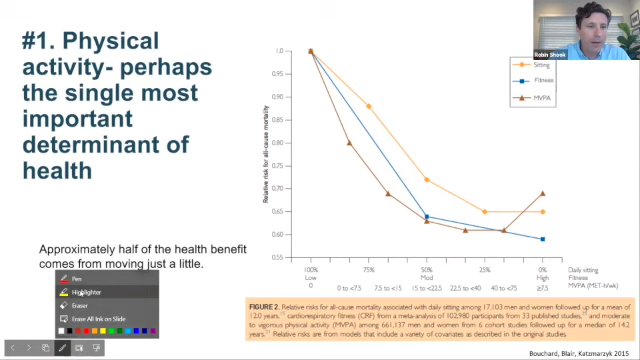 #1. Physical
activity- perhaps
the single most
important
determinant of
health
Approximately half of the health benefit
comes from moving just a little.
Pen
Highlighter
Eraser
Erase All Ink on Slide
Robin Shook
Sitting
Fitness
MVPA
Relative risk for all-cause mortality
1.0
0.95
0.90
0.85
0.80
0.75
0.70
0.65
0.60
0.55
100% 75% 50% 25% 0% Daily sitting
Low Mod High Fitness
0 0 to <7.5 7.5 to <15 15 to <22.5 22.5 to <40 40 to <75 ≥7.5 MVPA (MET-h/wk)
FIGURE 2. Relative risks for all-cause mortality associated with daily sitting among 17,103 men and women followed up for a mean of
12.0 years, cardiorespiratory fitness (CRF) from a meta-analysis of 102,980 participants from 33 published studies, and moderate
to vigorous physical activity (MVPA) among 661,137 men and women from 6 cohort studies followed up for a median of 14.2
years. Relative risks are from models that include a variety of covariates as described in the original studies.
Bouchard, Blair, Katzmarzyk 2015